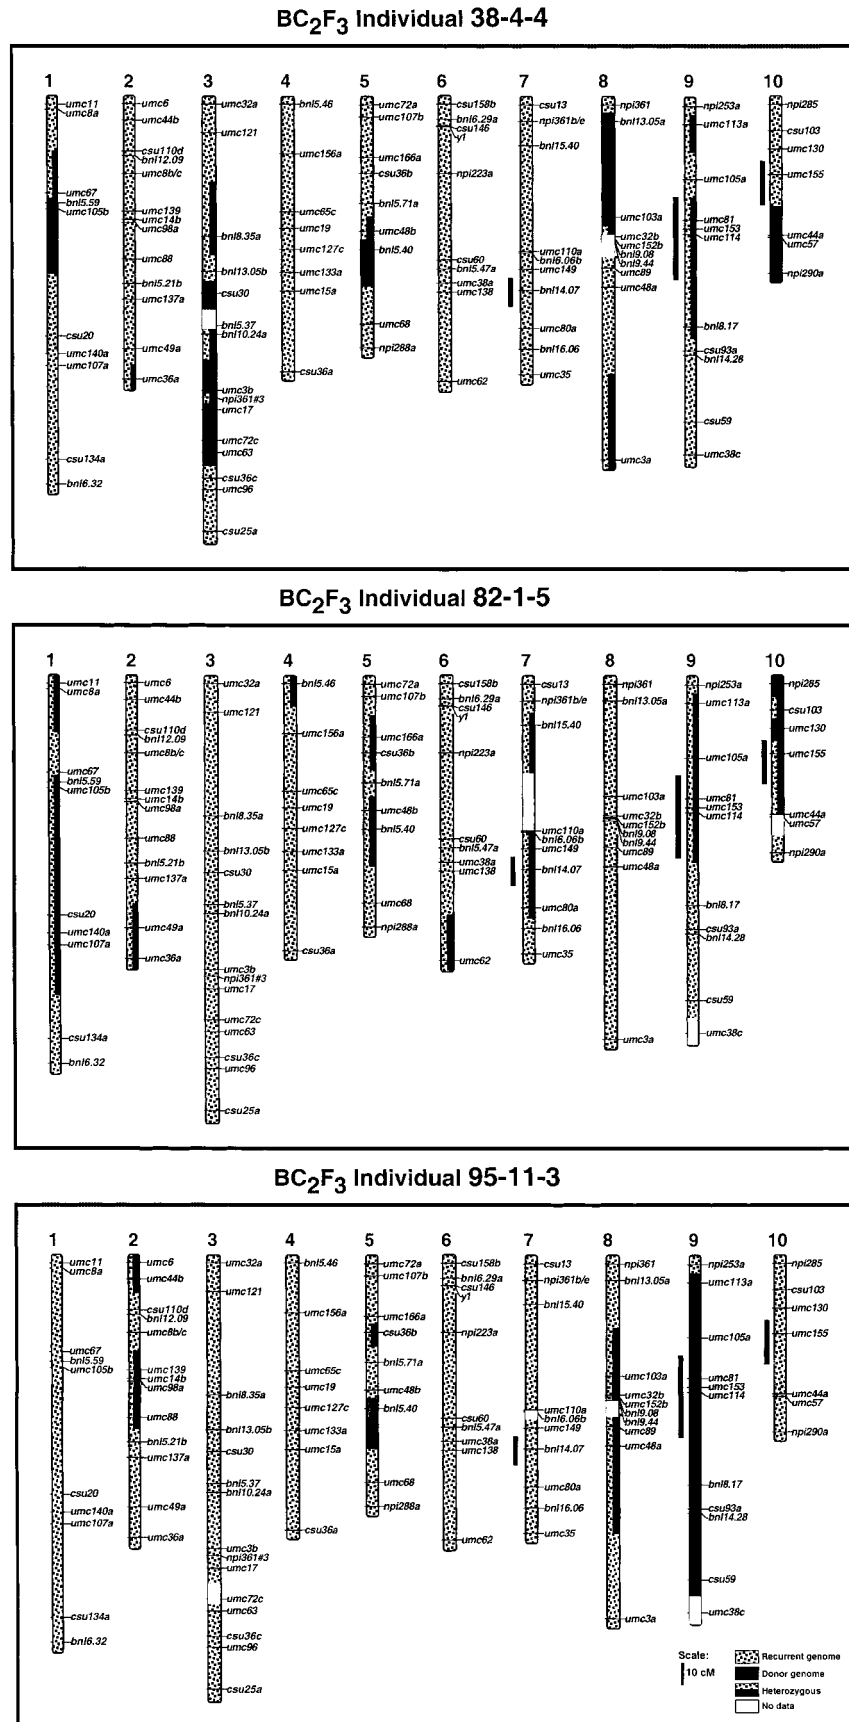 BC2F3 Individual 38-4-4
1
umc11
umc8a
umc67
bnl5.59
umc105b
csu20
umc140a
umc107a
csu134a
bnl6.32
2
umc6
umc44b
csu110d
bnl12.09
umc8b/c
umc139
umc14b
umc98a
umc88
bnl5.21b
umc137a
umc49a
umc36a
3
umc32a
umc121
bnl8.35a
bnl13.05b
csu30
bnl5.37
bnl10.24a
umc3b
npi361#3
umc17
umc72c
umc63
csu36c
umc96
csu25a
4
bnl5.46
umc156a
umc65c
umc19
umc127c
umc133a
umc15a
csu36a
5
umc72a
umc107b
umc166a
csu36b
bnl5.71a
umc48b
bnl5.40
umc68
npi288a
6
csu158b
bnl6.29a
csu146
y1
npi223a
csu60
bnl5.47a
umc38a
umc138
umc62
7
csu13
npi361b/e
bnl15.40
umc110a
bnl6.06b
umc149
bnl14.07
umc80a
bnl16.06
umc35
8
npi361
bnl13.05a
umc103a
umc32b
umc152b
bnl9.08
bnl9.44
umc89
umc48a
umc3a
9
npi253a
umc113a
umc105a
umc81
umc153
umc114
bnl8.17
csu93a
bnl14.28
csu59
umc38c
10
npi285
csu103
umc130
umc155
umc44a
umc57
npi290a
BC2F3 Individual 82-1-5
1
umc11
umc8a
umc67
bnl5.59
umc105b
csu20
umc140a
umc107a
csu134a
bnl6.32
2
umc6
umc44b
csu110d
bnl12.09
umc8b/c
umc139
umc14b
umc98a
umc88
bnl5.21b
umc137a
umc49a
umc36a
3
umc32a
umc121
bnl8.35a
bnl13.05b
csu30
bnl5.37
bnl10.24a
umc3b
npi361#3
umc17
umc72c
umc63
csu36c
umc96
csu25a
4
bnl5.46
umc156a
umc65c
umc19
umc127c
umc133a
umc15a
csu36a
5
umc72a
umc107b
umc166a
csu36b
bnl5.71a
umc48b
bnl5.40
umc68
npi288a
6
csu158b
bnl6.29a
csu146
y1
npi223a
csu60
bnl5.47a
umc38a
umc138
umc62
7
csu13
npi361b/e
bnl15.40
umc110a
bnl6.06b
umc149
bnl14.07
umc80a
bnl16.06
umc35
8
npi361
bnl13.05a
umc103a
umc32b
umc152b
bnl9.08
bnl9.44
umc89
umc48a
umc3a
9
npi253a
umc113a
umc105a
umc81
umc153
umc114
bnl8.17
csu93a
bnl14.28
csu59
umc38c
10
npi285
csu103
umc130
umc155
umc44a
umc57
npi290a
BC2F3 Individual 95-11-3
1
umc11
umc8a
umc67
bnl5.59
umc105b
csu20
umc140a
umc107a
csu134a
bnl6.32
2
umc6
umc44b
csu110d
bnl12.09
umc8b/c
umc139
umc14b
umc98a
umc88
bnl5.21b
umc137a
umc49a
umc36a
3
umc32a
umc121
bnl8.35a
bnl13.05b
csu30
bnl5.37
bnl10.24a
umc3b
npi361#3
umc17
umc72c
umc63
csu36c
umc96
csu25a
4
bnl5.46
umc156a
umc65c
umc19
umc127c
umc133a
umc15a
csu36a
5
umc72a
umc107b
umc166a
csu36b
bnl5.71a
umc48b
bnl5.40
umc68
npi288a
6
csu158b
bnl6.29a
csu146
y1
npi223a
csu60
bnl5.47a
umc38a
umc138
umc62
7
csu13
npi361b/e
bnl15.40
umc110a
bnl6.06b
umc149
bnl14.07
umc80a
bnl16.06
umc35
8
npi361
bnl13.05a
umc103a
umc32b
umc152b
bnl9.08
bnl9.44
umc89
umc48a
umc3a
9
npi253a
umc113a
umc105a
umc81
umc153
umc114
bnl8.17
csu93a
bnl14.28
csu59
umc38c
10
npi285
csu103
umc130
umc155
umc44a
umc57
npi290a
Scale:
10 cM
Recurrent genome
Donor genome
Heterozygous
No data